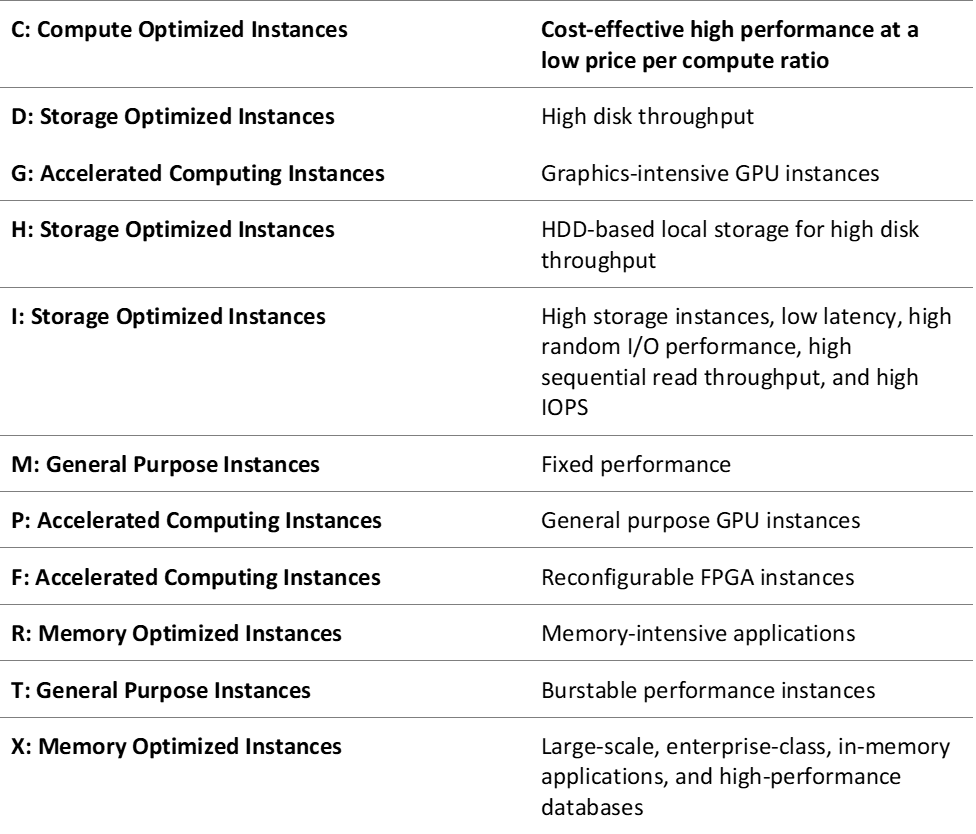 C: Compute Optimized Instances
Cost-effective high performance at a
low price per compute ratio
D: Storage Optimized Instances
High disk throughput
G: Accelerated Computing Instances
Graphics-intensive GPU instances
H: Storage Optimized Instances
HDD-based local storage for high disk
throughput
I: Storage Optimized Instances
High storage instances, low latency, high
random I/O performance, high
sequential read throughput, and high
IOPS
M: General Purpose Instances
Fixed performance
P: Accelerated Computing Instances
General purpose GPU instances
F: Accelerated Computing Instances
Reconfigurable FPGA instances
R: Memory Optimized Instances
Memory-intensive applications
T: General Purpose Instances
Burstable performance instances
X: Memory Optimized Instances
Large-scale, enterprise-class, in-memory
applications, and high-performance
databases